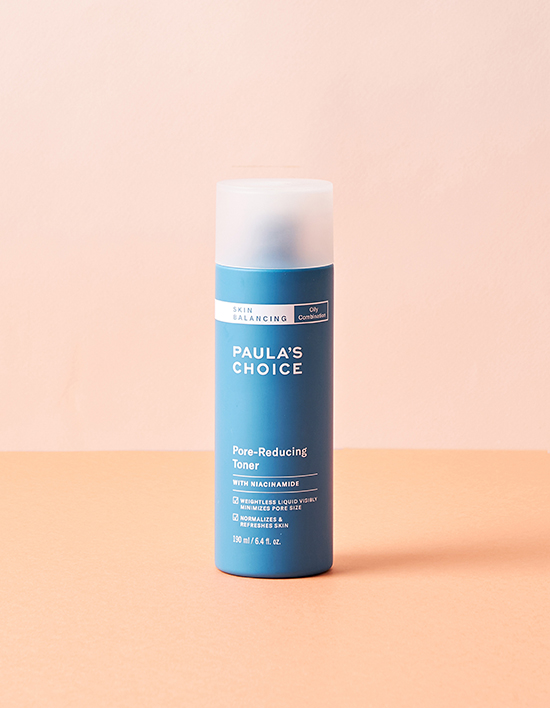 SKIN
BALANCING
Oily
Combination
PAULA'S
CHOICE
Pore-Reducing
Toner
WITH NIACINAMIDE
WEIGHTLESS LIQUID VISIBLY
MINIMIZES PORE SIZE
NORMALIZES &
REFRESHES SKIN
190 ml / 6.4 fl. oz.